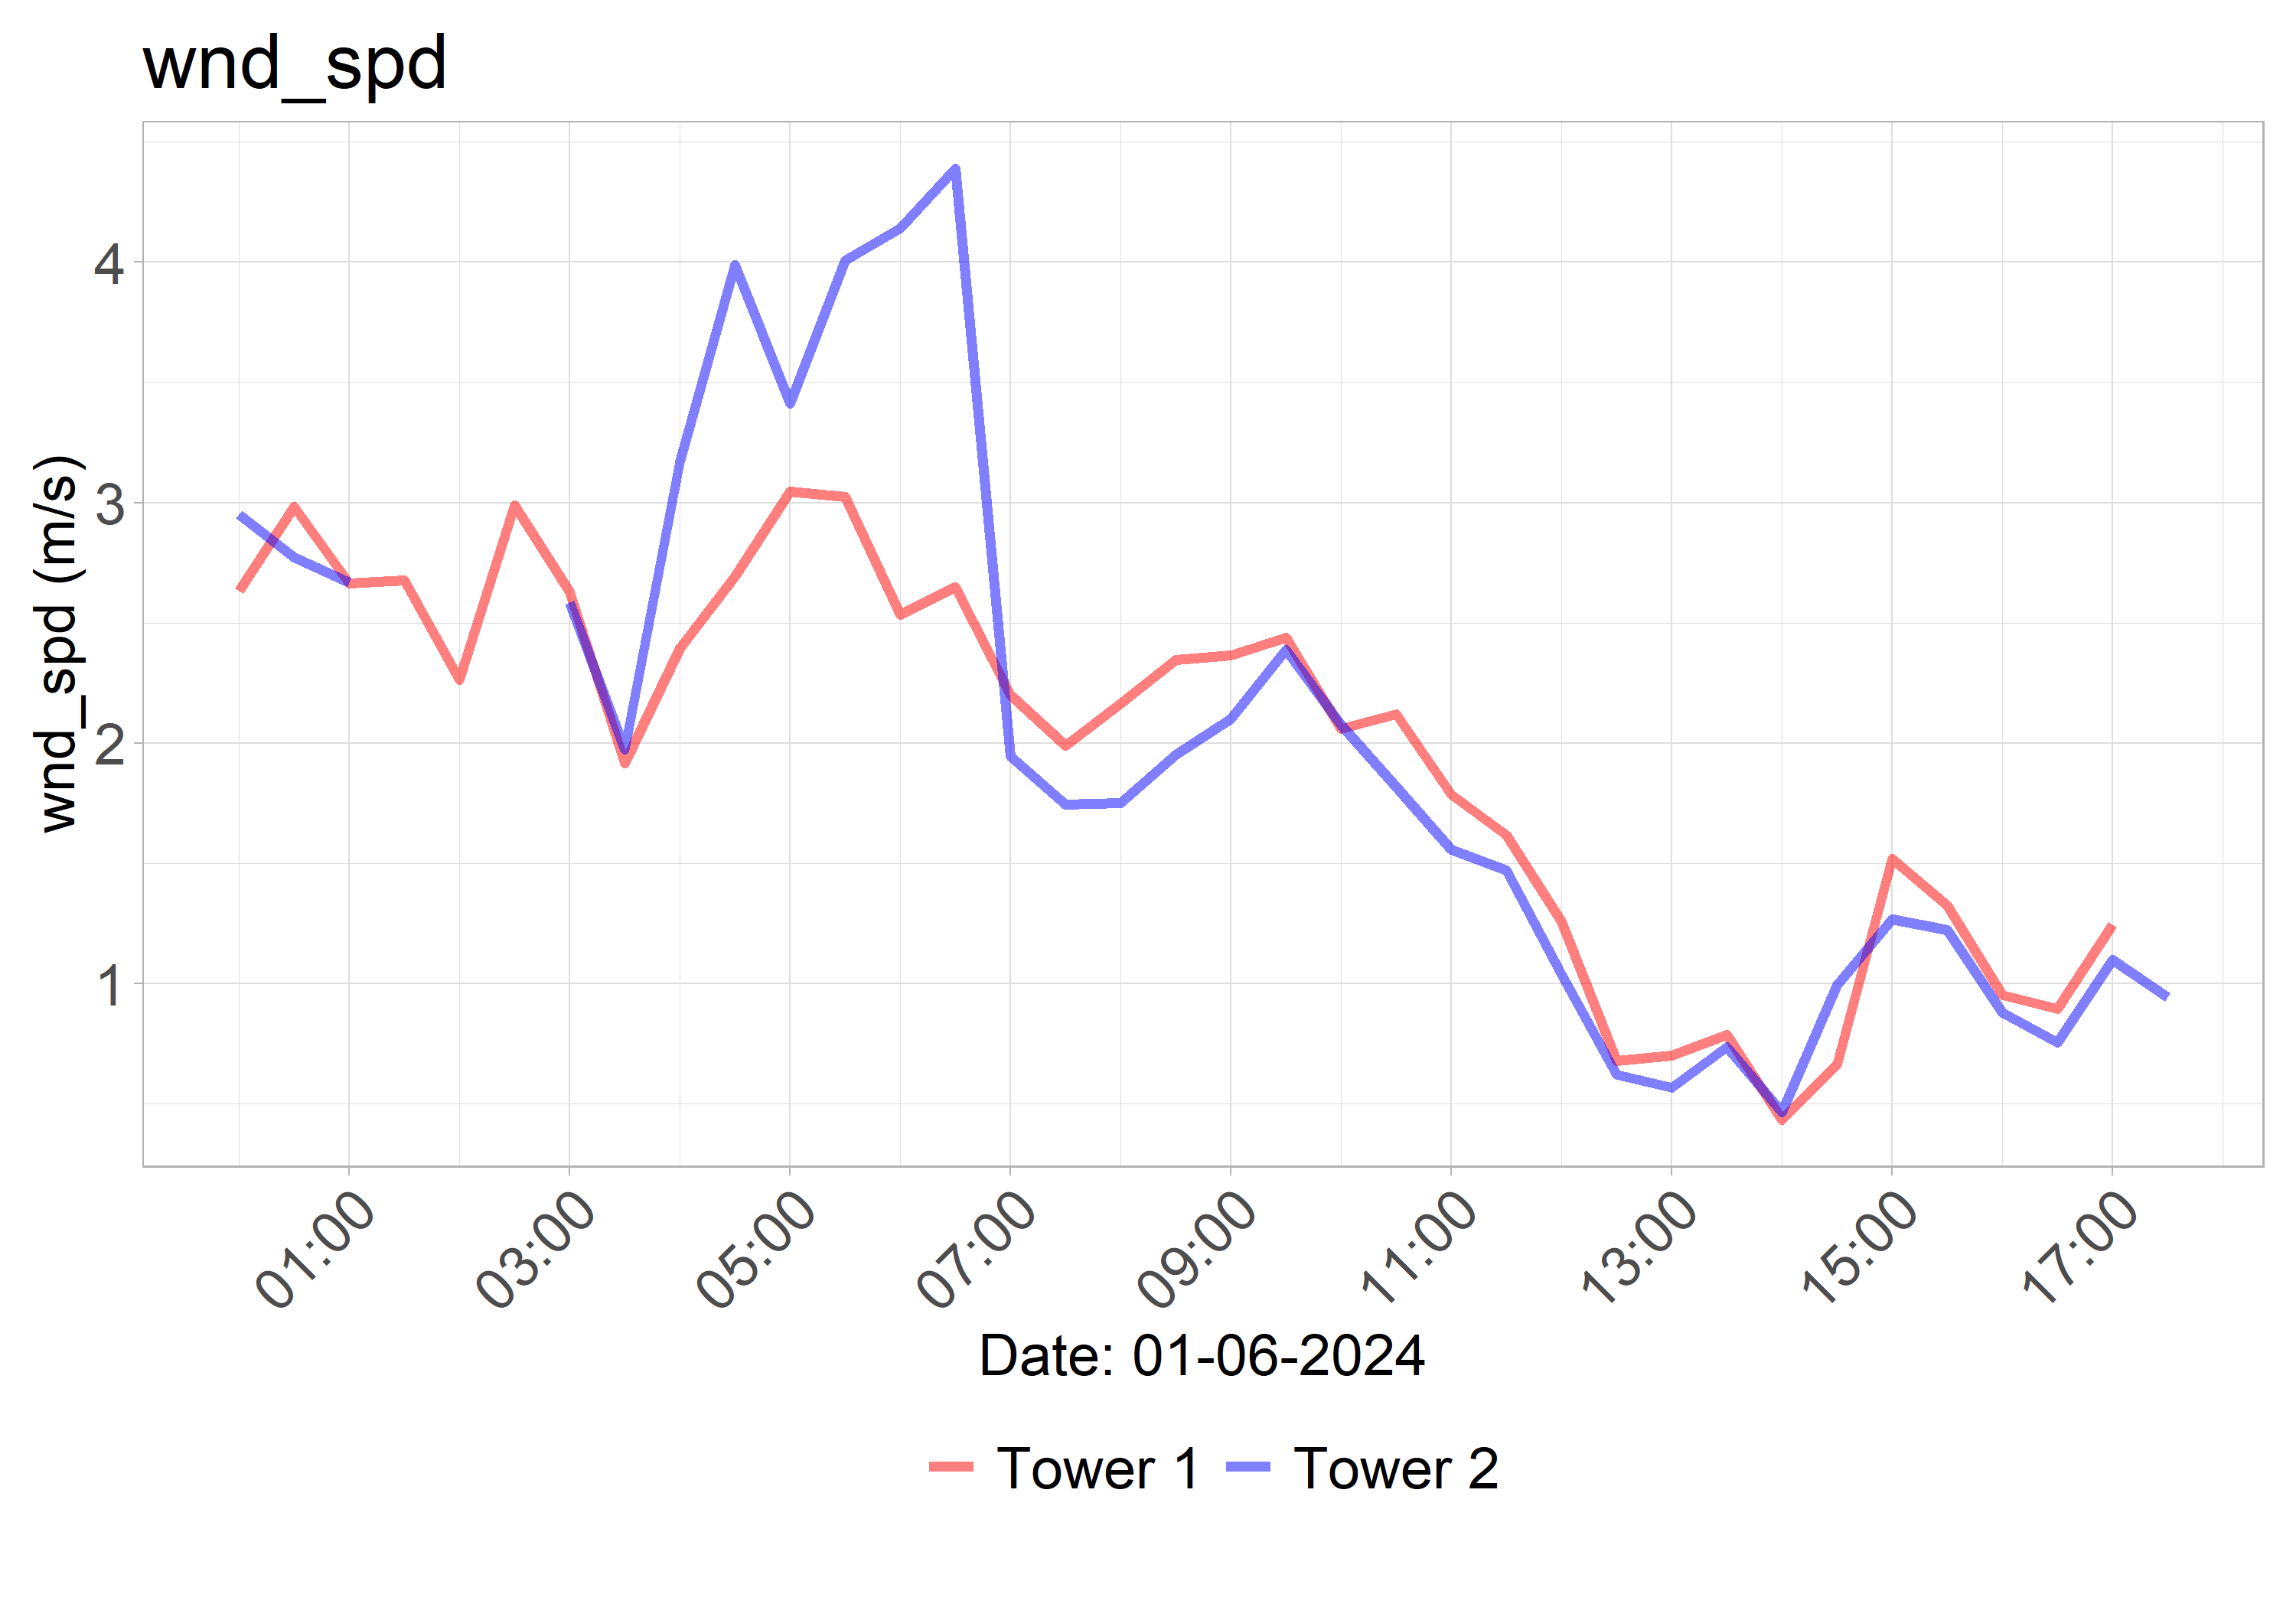 wnd_spd
wnd_spd (m/s)
4
3
2
1
01:00 03:00 05:00 07:00 09:00 11:00 13:00 15:00 17:00
Date: 01-06-2024
Tower 1 Tower 2